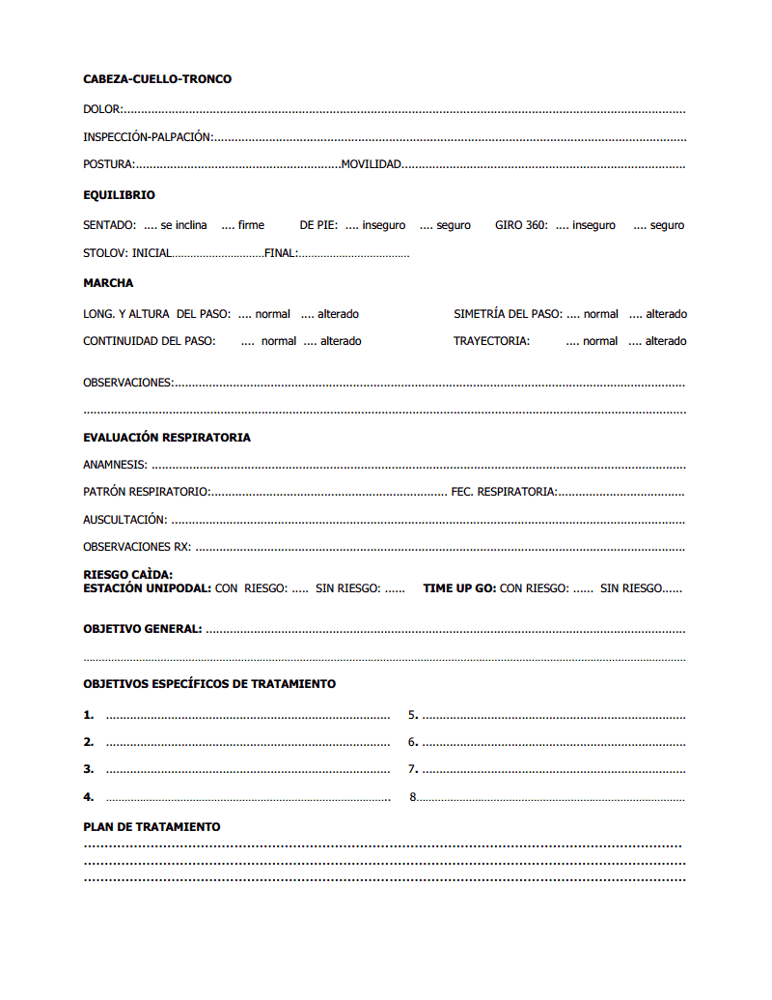 CABEZA-CUELLO-TRONCO
DOLOR:....................................................................................................................................................................
INSPECCIÓN-PALPACIÓN:.........................................................................................................................................
POSTURA:............................................................MOVILIDAD...................................................................................
EQUILIBRIO
SENTADO: .... se inclina .... firme DE PIE: .... inseguro .... seguro GIRO 360: .... inseguro .... seguro
STOLOV: INICIAL..............................FINAL:....................................
MARCHA
LONG. Y ALTURA DEL PASO: .... normal .... alterado SIMETRÍA DEL PASO: .... normal .... alterado
CONTINUIDAD DEL PASO: .... normal .... alterado TRAYECTORIA: .... normal .... alterado
OBSERVACIONES:.....................................................................................................................................................
................................................................................................................................................................................
EVALUACIÓN RESPIRATORIA
ANAMNESIS: ............................................................................................................................................................
PATRÓN RESPIRATORIO:..................................................................... FEC. RESPIRATORIA:.....................................
AUSCULTACIÓN: ......................................................................................................................................................
OBSERVACIONES RX: ...............................................................................................................................................
RIESGO CAÌDA:
ESTACIÓN UNIPODAL: CON RIESGO: ..... SIN RIESGO: ...... TIME UP GO: CON RIESGO: ...... SIN RIESGO......
OBJETIVO GENERAL: ............................................................................................................................................
................................................................................................................................................................................
OBJETIVOS ESPECÍFICOS DE TRATAMIENTO
1. ................................................................................... 5. .............................................................................
2. ................................................................................... 6. .............................................................................
3. ................................................................................... 7. .............................................................................
4. ................................................................................... 8..............................................................................
PLAN DE TRATAMIENTO
................................................................................................................................
................................................................................................................................
................................................................................................................................